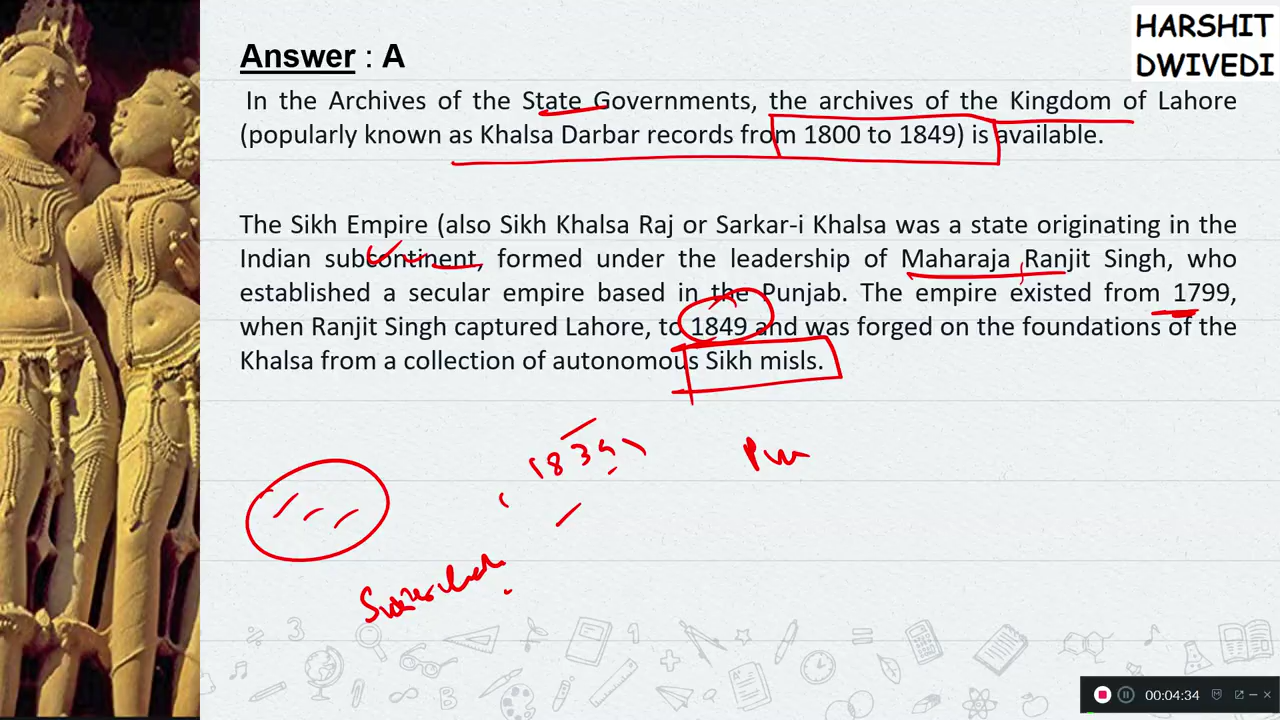 HARSHIT
DWIVEDI
Answer : A
In the Archives of the State Governments, the archives of the Kingdom of Lahore
(popularly known as Khalsa Darbar records from 1800 to 1849) is available.
The Sikh Empire (also Sikh Khalsa Raj or Sarkar-i Khalsa was a state originating in the
Indian subcontinent, formed under the leadership of Maharaja Ranjit Singh, who
established a secular empire based in the Punjab. The empire existed from 1799,
when Ranjit Singh captured Lahore, to 1849 and was forged on the foundations of the
Khalsa from a collection of autonomous Sikh misls.
1839
00:04:34